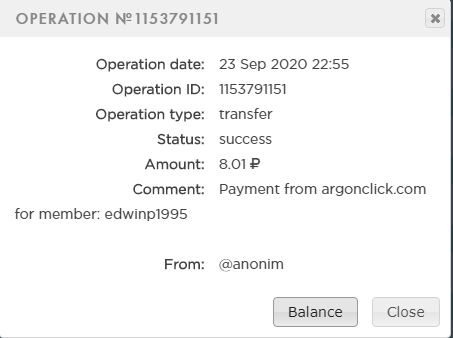 OPERATION №1153791151
Operation date: 23 Sep 2020 22:55
Operation ID: 1153791151
Operation type: transfer
Status: success
Amount: 8.01 ₽
Comment: Payment from argonclick.com
for member: edwinp1995
From: @anonim
Balance Close